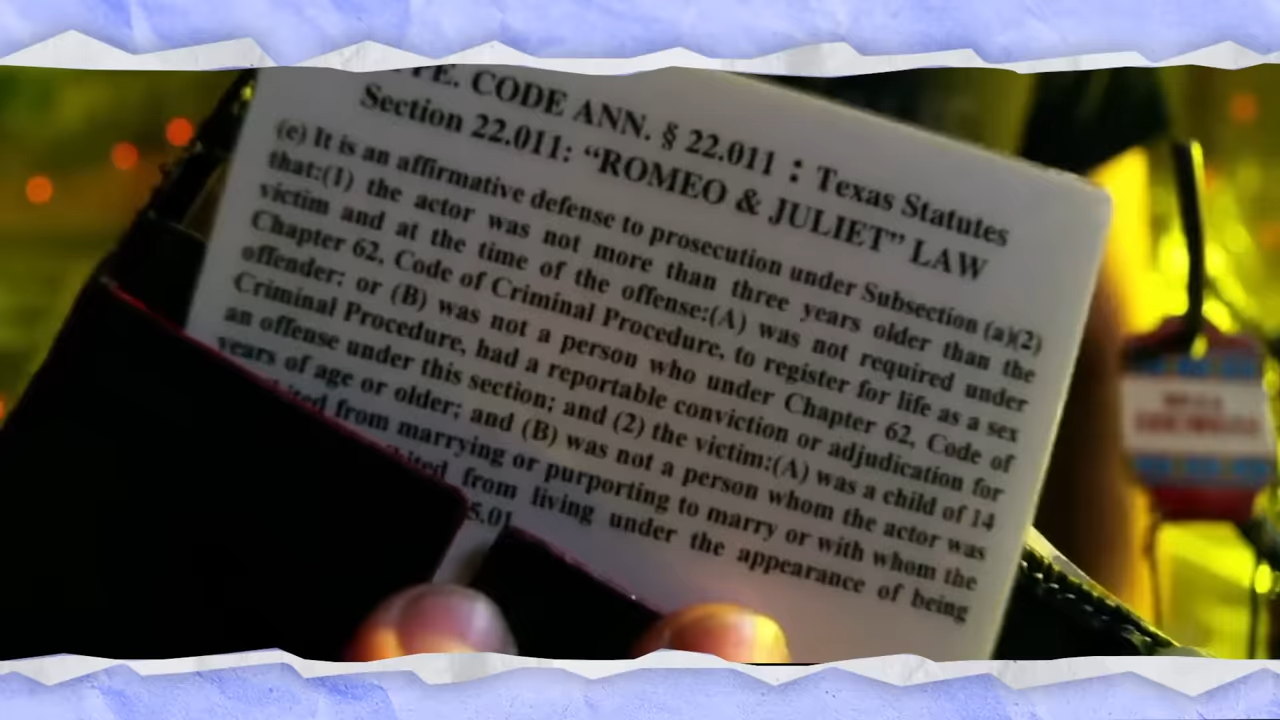 CODE ANN. § 22.011 : Texas Statutes
Section 22.011: “ROMEO & JULIET” LAW
(e) It is an affirmative defense to prosecution under Subsection (a)(2)
that:(1) the actor was not more than three years older than the
victim and at the time of the offense:(A) was not required under
Chapter 62, Code of Criminal Procedure, to register for life as a sex
offender; or (B) was not a person who under Chapter 62, Code of
Criminal Procedure, had a reportable conviction or adjudication for
an offense under this section; and (2) the victim:(A) was a child of 14
years of age or older; and (B) was not a person whom the actor was
from marrying or purporting to marry or with whom the
from living under the appearance of being